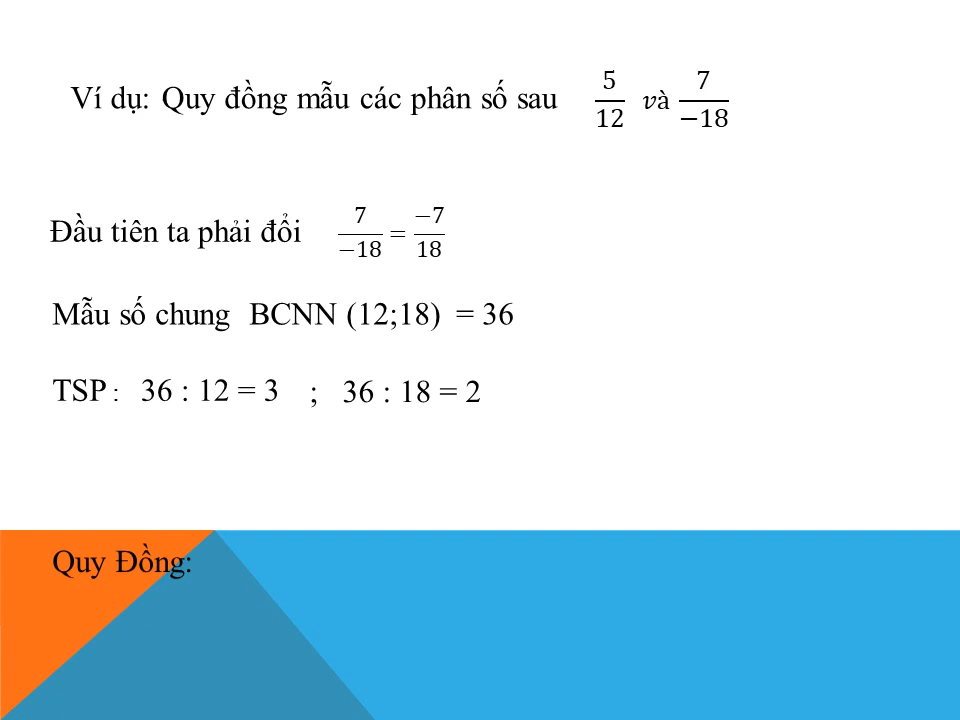 Ví dụ: Quy đồng mẫu các phân số sau 5/12 và 7/−18
Đầu tiên ta phải đổi 7/−18 = −7/18
Mẫu số chung BCNN (12;18) = 36
TSP : 36 : 12 = 3 ; 36 : 18 = 2
Quy Đồng: